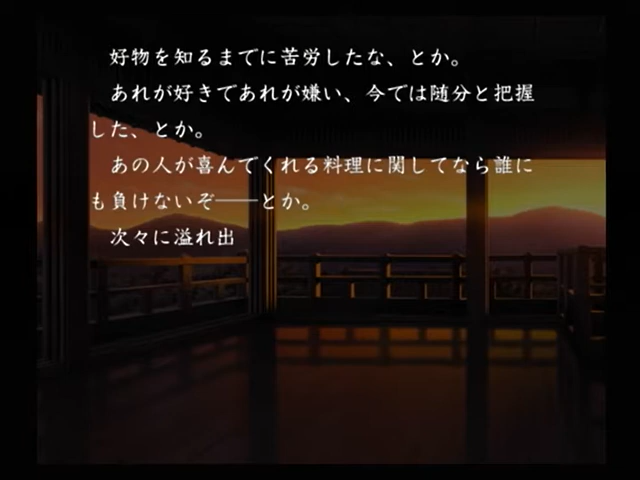 好物を知るまでに苦労したな、とか。
あれが好きであれが嫌い、今では随分と把握
した、とか。
あの人が喜んでくれる料理に関してなら誰に
も負けないぞ――とか。
次々に溢れ出